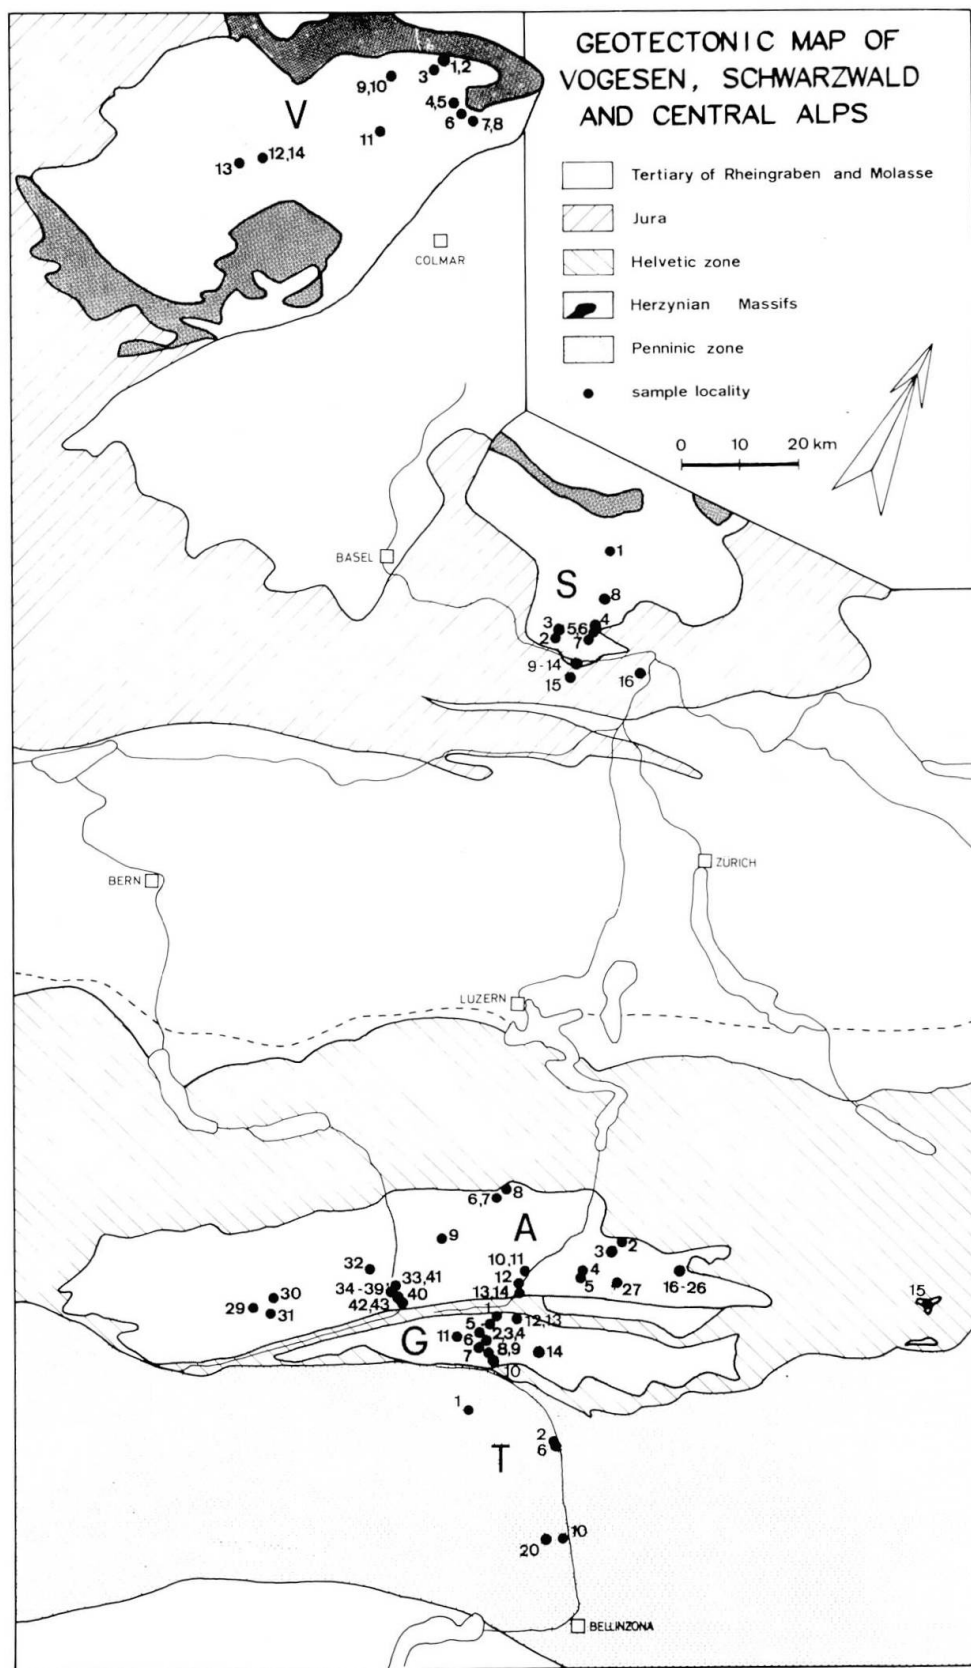 GEOTECTONIC MAP OF
VOGESEN, SCHWARZWALD
AND CENTRAL ALPS
Tertiary of Rheingraben and Molasse
Jura
Helvetic zone
Herzynian Massifs
Penninic zone
sample locality
0 10 20 km
V
1,2
3
9,10
4,5
6
7,8
11
12,14
13
COLMAR
BASEL
S
1
8
3
5,6
4
2
7
9-14
15
16
ZURICH
BERN
LUZERN
A
8
6,7
9
2
3
10,11
4
5
12
27
16-26
13,14
32
33,41
34-39
40
42,43
30
29
31
15
G
1
5
12,13
11
6
2,3,4
7
8,9
14
10
T
1
2
6
10
20
BELLINZONA